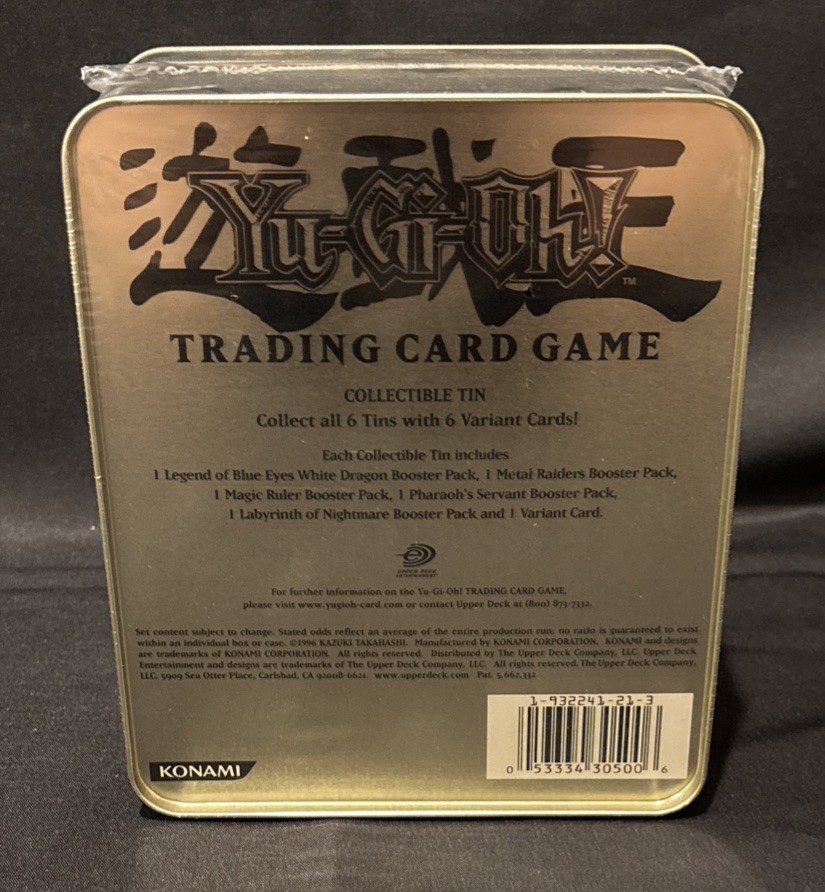 遊戯王
Yu-Gi-Oh!
TM
TRADING CARD GAME
COLLECTIBLE TIN
Collect all 6 Tins with 6 Variant Cards!
Each Collectible Tin includes
1 Legend of Blue Eyes White Dragon Booster Pack, 1 Metal Raiders Booster Pack,
1 Magic Ruler Booster Pack, 1 Pharaoh's Servant Booster Pack,
1 Labyrinth of Nightmare Booster Pack and 1 Variant Card.
UPPER DECK
ENTERTAINMENT
For further information on the Yu-Gi-Oh! TRADING CARD GAME,
please visit www.yugioh-card.com or contact Upper Deck at (800) 873-7332.
Set content subject to change. Stated odds reflect an average of the entire production run; no ratio is guaranteed to exist
within an individual box or case. ©1996 KAZUKI TAKAHASHI. Manufactured by KONAMI CORPORATION. KONAMI and designs
are trademarks of KONAMI CORPORATION. All rights reserved. Distributed by The Upper Deck Company, LLC. Upper Deck
Entertainment and designs are trademarks of The Upper Deck Company, LLC. All rights reserved. The Upper Deck Company,
LLC. 5909 Sea Otter Place, Carlsbad, CA 92008-6621. www.upperdeck.com Pat. 5,662,332
1-932241-21-3
0 53334 30500 6
KONAMI